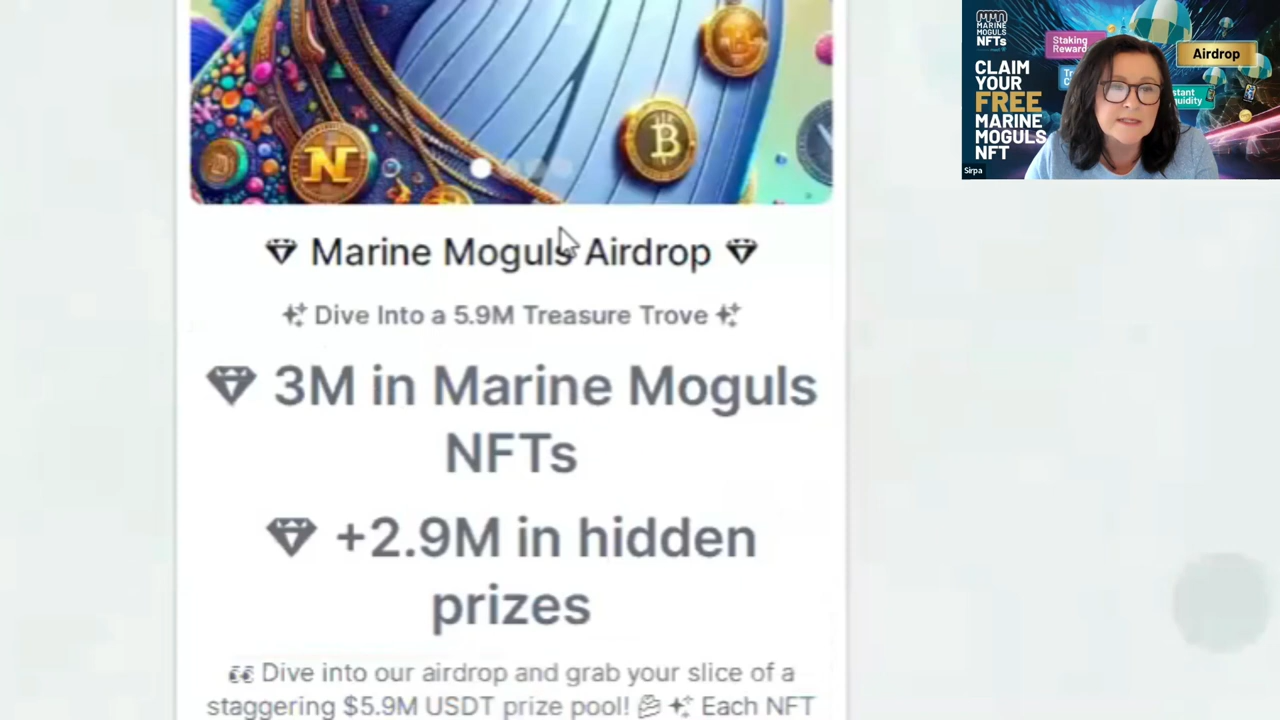 Marine Moguls Airdrop
Dive Into a 5.9M Treasure Trove
3M in Marine Moguls
NFTs
+2.9M in hidden
prizes
Dive into our airdrop and grab your slice of a
staggering $5.9M USDT prize pool! Each NFT
MARINE
MOGULS
NFTs
CLAIM
YOUR
FREE
MARINE
MOGULS
NFT
Staking
Reward
Airdrop
Sirpa